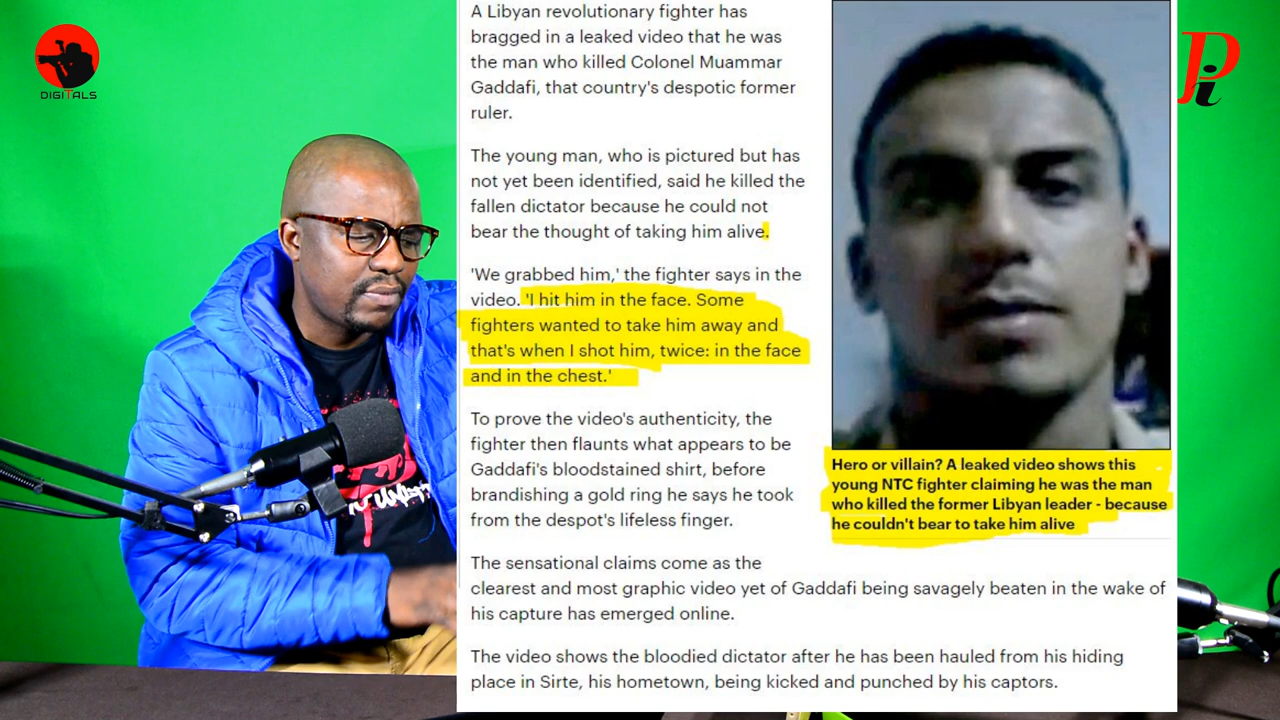 DIGITALS
A Libyan revolutionary fighter has
bragged in a leaked video that he was
the man who killed Colonel Muammar
Gaddafi, that country's despotic former
ruler.
The young man, who is pictured but has
not yet been identified, said he killed the
fallen dictator because he could not
bear the thought of taking him alive.
'We grabbed him,' the fighter says in the
video. 'I hit him in the face. Some
fighters wanted to take him away and
that's when I shot him, twice: in the face
and in the chest.'
To prove the video's authenticity, the
fighter then flaunts what appears to be
Gaddafi's bloodstained shirt, before
brandishing a gold ring he says he took
from the despot's lifeless finger.
The sensational claims come as the
clearest and most graphic video yet of Gaddafi being savagely beaten in the wake of
his capture has emerged online.
The video shows the bloodied dictator after he has been hauled from his hiding
place in Sirte, his hometown, being kicked and punched by his captors.
Hero or villain? A leaked video shows this
young NTC fighter claiming he was the man
who killed the former Libyan leader - because
he couldn't bear to take him alive
Pi